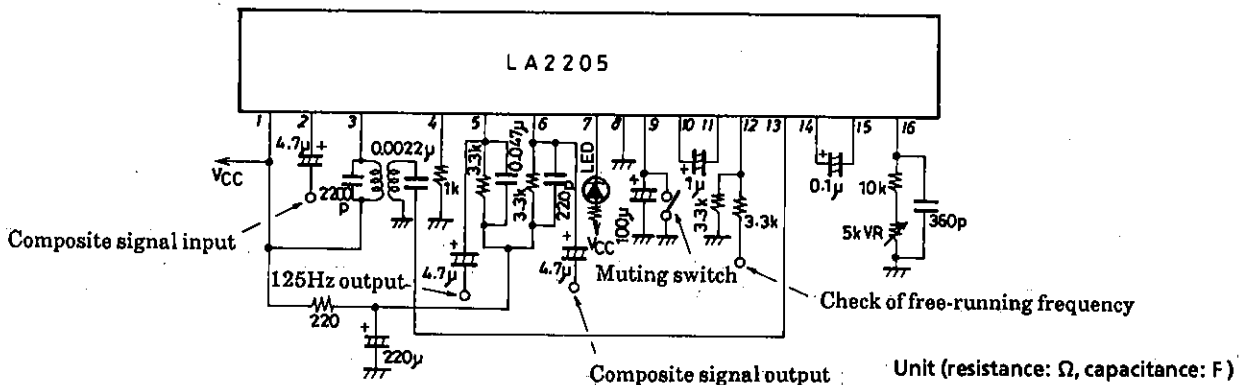 LA2205
1 2 3 4 5 6 7 8 9 10 11 12 13 14 15 16
4.7μ
0.0022μ
3.3k
0.047μ
LED
VCC
2200
p
1k
3.3k
220p
100μ
1μ
3.3k
3.3k
0.1μ
10k
5kVR
360p
Composite signal input
VCC
Muting switch
125Hz output
4.7μ
4.7μ
Check of free-running frequency
220
220μ
Composite signal output
Unit (resistance: Ω, capacitance: F)